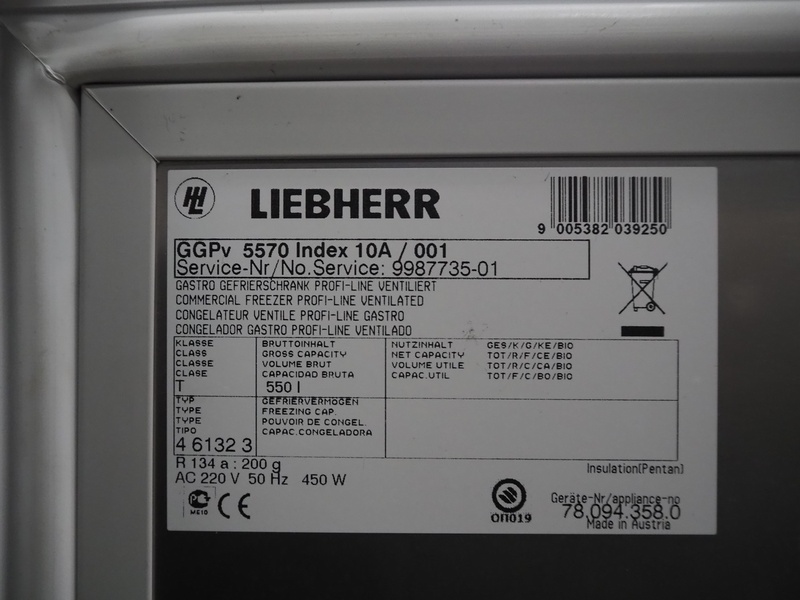 LIEBHERR
9 005382 039250
GGPv 5570 Index 10A / 001
Service-Nr/No.Service: 9987735-01
GASTRO GEFRIERSCHRANK PROFI-LINE VENTILIERT
COMMERCIAL FREEZER PROFI-LINE VENTILATED
CONGELATEUR VENTILE PROFI-LINE GASTRO
CONGELADOR GASTRO PROFI-LINE VENTILADO
KLASSE BRUTTOINHALT NUTZINHALT GES/K/G/KE/BIO
CLASS GROSS CAPACITY NET CAPACITY TOT/R/F/CE/BIO
CLASSE VOLUME BRUT VOLUME UTILE TOT/R/C/CA/BIO
CLASE CAPACIDAD BRUTA CAPAC.UTIL TOT/F/C/BO/BIO
T 550 l
TYP GEFRIERVERMÖGEN
TYPE FREEZING CAP.
TYPE POUVOIR DE CONGEL.
TIPO CAPAC.CONGELADORA
4 6132 3
R 134 a : 200 g
Insulation(Pentan)
AC 220 V 50 Hz 450 W
ME10 CE
ОП019
Geräte-Nr/appliance-no
78.094.358.0
Made in Austria